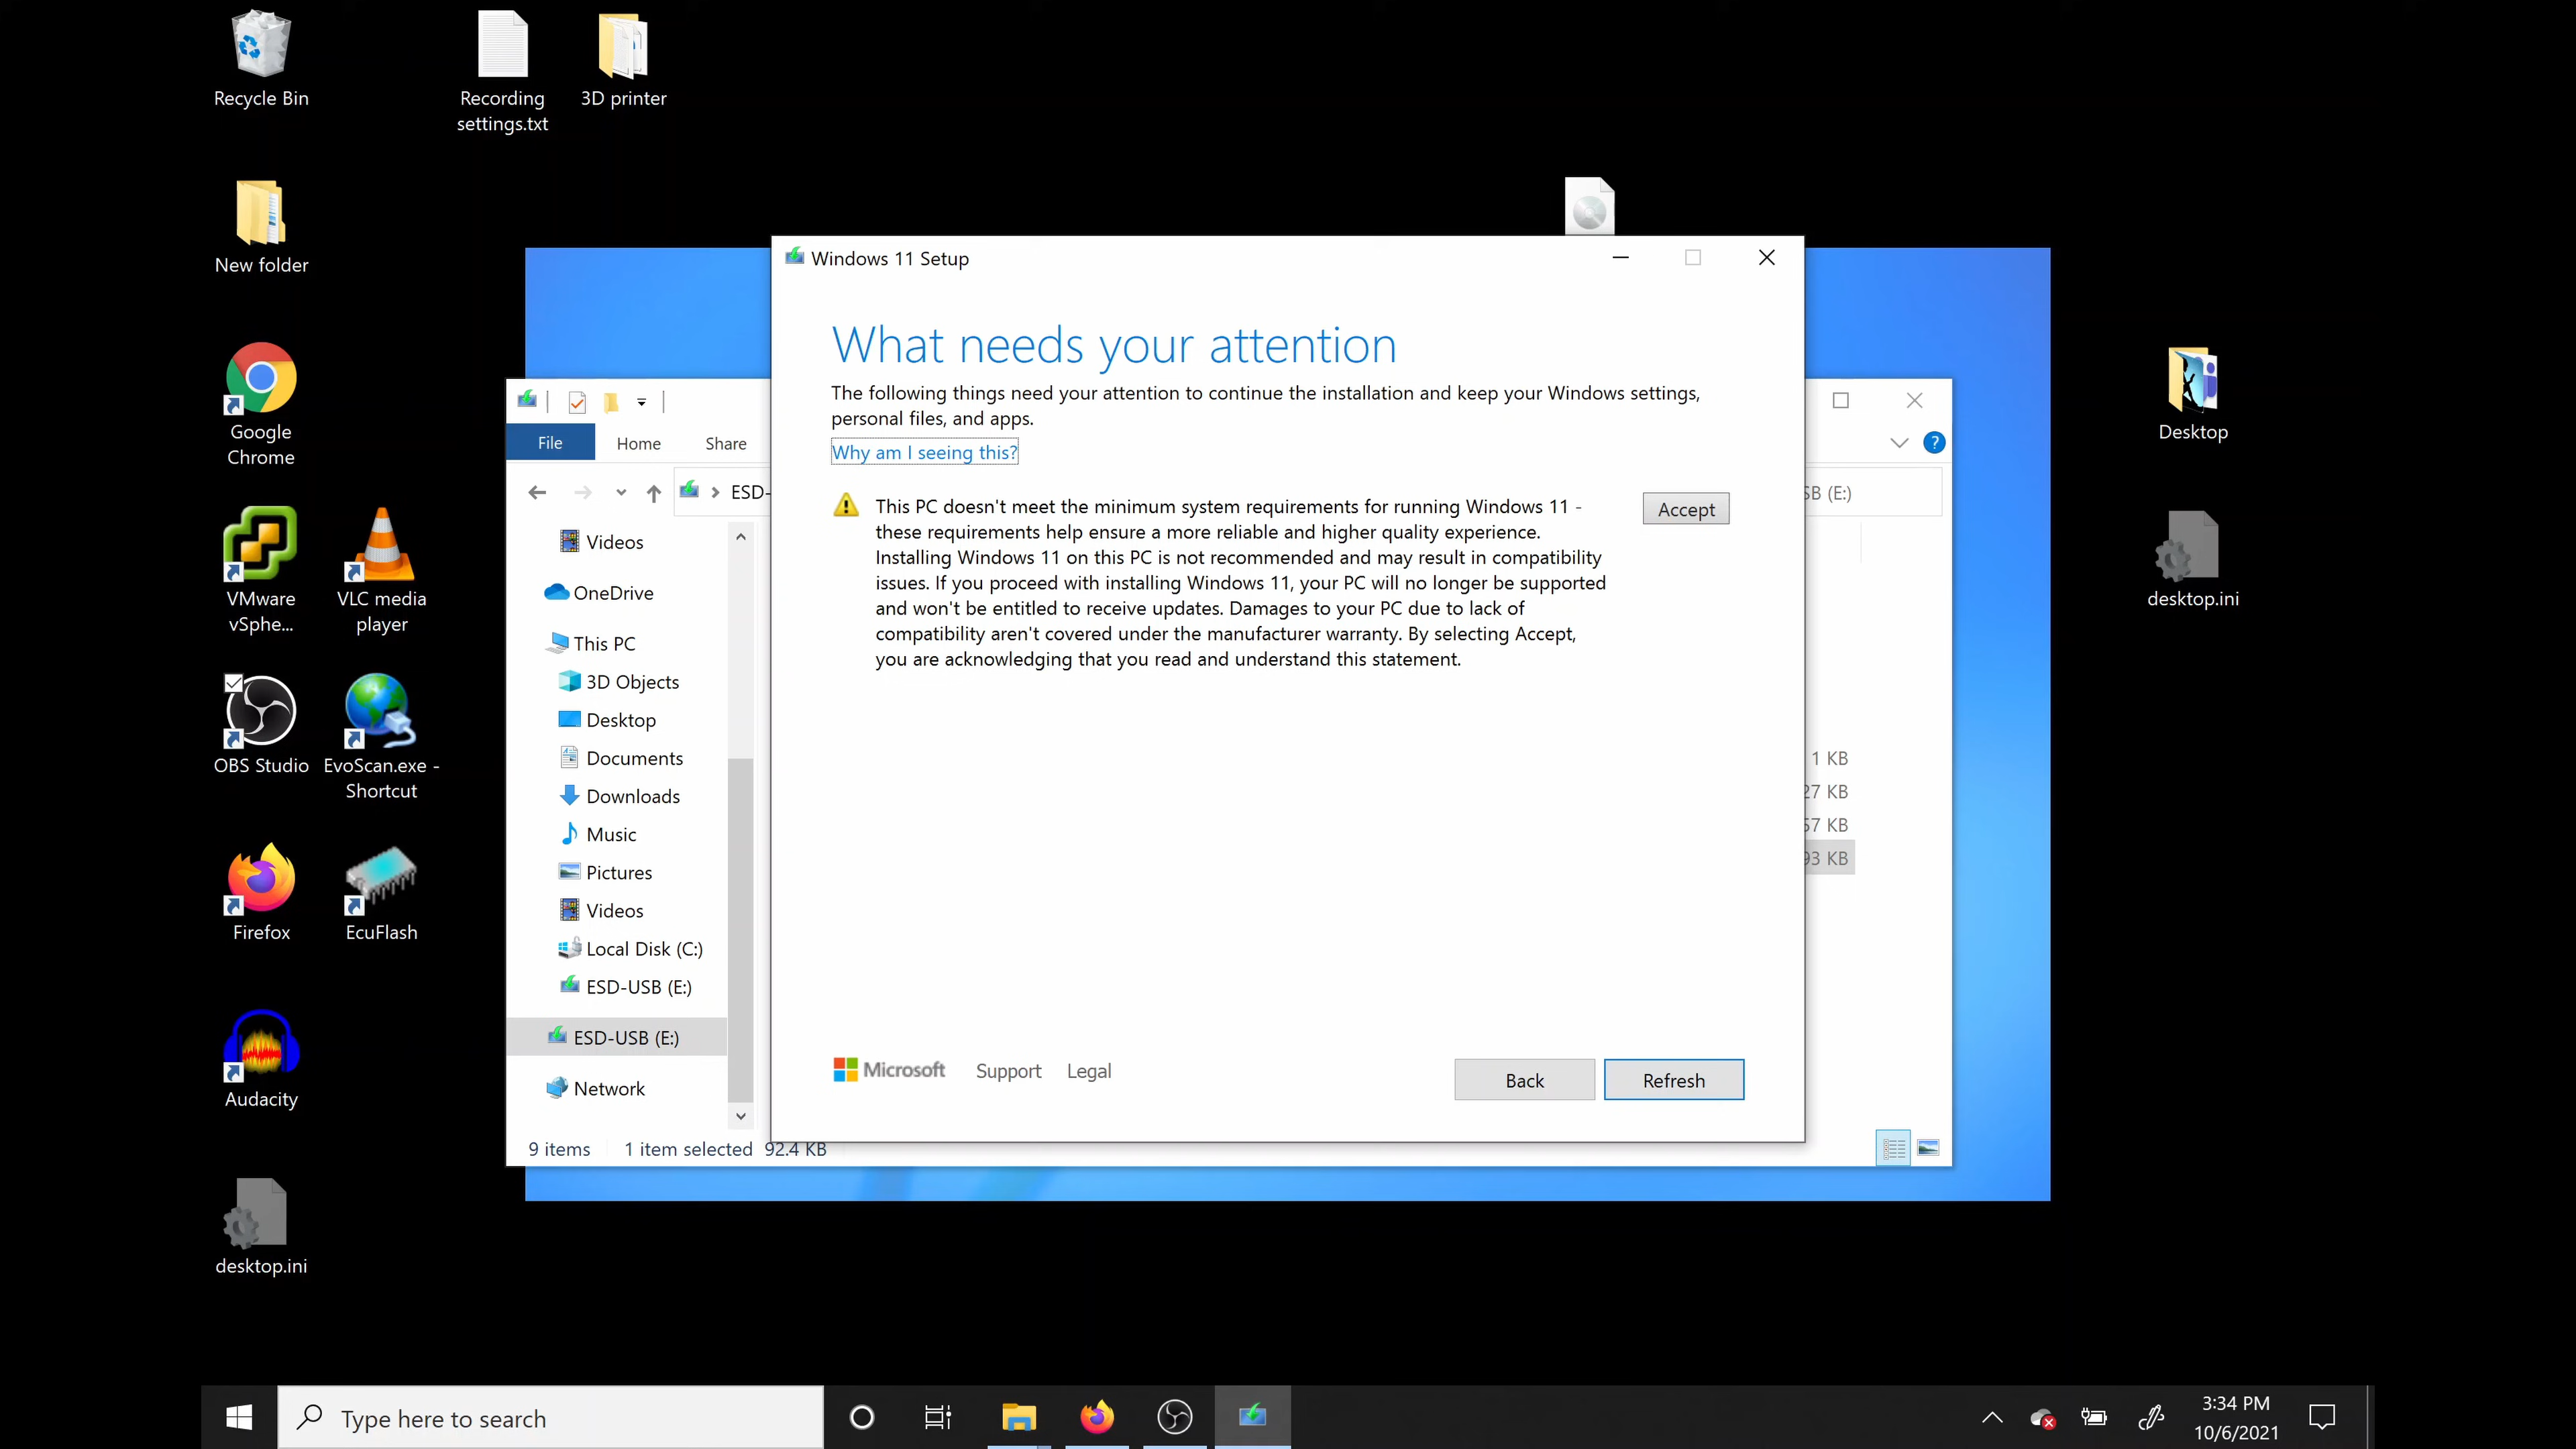 Recycle Bin
Recording
settings.txt
3D printer
New folder
Google
Chrome
VMware
vSphe...
VLC media
player
OBS Studio
EvoScan.exe -
Shortcut
Firefox
EcuFlash
Audacity
desktop.ini
Desktop
desktop.ini
Windows 11 Setup
What needs your attention
The following things need your attention to continue the installation and keep your Windows settings,
personal files, and apps.
Why am I seeing this?
This PC doesn't meet the minimum system requirements for running Windows 11 -
these requirements help ensure a more reliable and higher quality experience.
Installing Windows 11 on this PC is not recommended and may result in compatibility
issues. If you proceed with installing Windows 11, your PC will no longer be supported
and won't be entitled to receive updates. Damages to your PC due to lack of
compatibility aren't covered under the manufacturer warranty. By selecting Accept,
you are acknowledging that you read and understand this statement.
Accept
Microsoft
Support
Legal
Back
Refresh
File
Home
Share
ESD-
SB (E:)
Videos
OneDrive
This PC
3D Objects
Desktop
Documents
Downloads
Music
Pictures
Videos
Local Disk (C:)
ESD-USB (E:)
ESD-USB (E:)
Network
1 KB
27 KB
57 KB
93 KB
9 items
1 item selected 92.4 KB
Type here to search
3:34 PM
10/6/2021